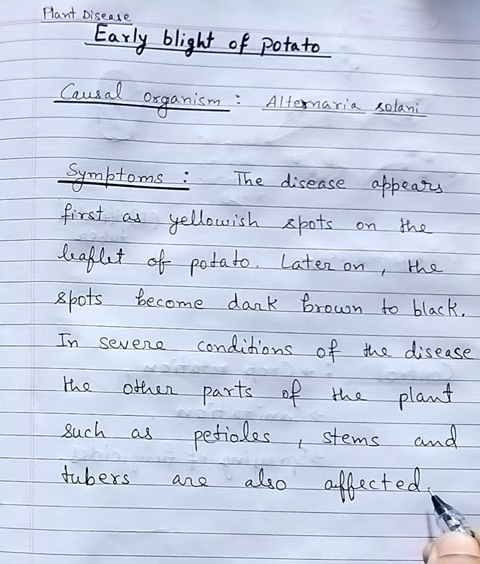 Plant Disease
Early blight of potato
Causal organism : Alternaria solani
Symptoms : The disease appears
first as yellowish spots on the
leaflet of potato. Later on, the
spots become dark brown to black.
In severe conditions of the disease
the other parts of the plant
such as petioles, stems and
tubers are also affected.